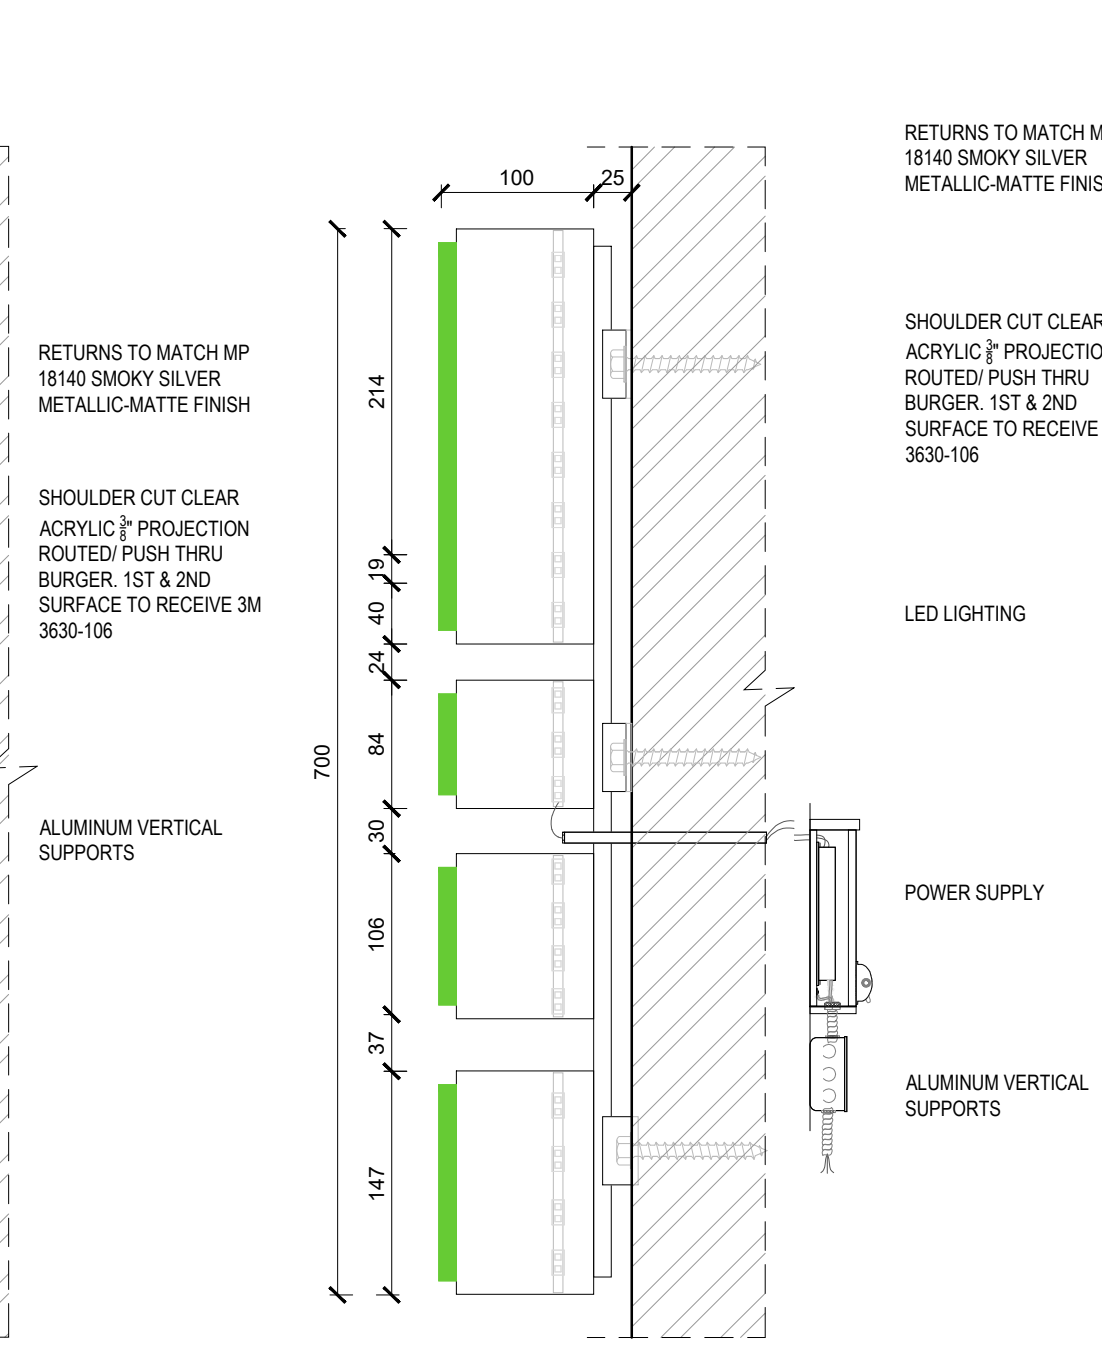 RETURNS TO MATCH MP
18140 SMOKY SILVER
METALLIC-MATTE FINISH
SHOULDER CUT CLEAR
ACRYLIC 3/8" PROJECTION
ROUTED/ PUSH THRU
BURGER. 1ST & 2ND
SURFACE TO RECEIVE 3M
3630-106
ALUMINUM VERTICAL
SUPPORTS
100
25
700
214
19
40
24
84
30
106
37
147
RETURNS TO MATCH
18140 SMOKY SILVER
METALLIC-MATTE
SHOULDER CUT CLEAR
ACRYLIC 3/8"
ROUTED/ PUSH THRU
BURGER. 1ST & 2ND
SURFACE TO RECEIVE
3630-106
LED LIGHTING
POWER SUPPLY
ALUMINUM VERTICAL
SUPPORTS